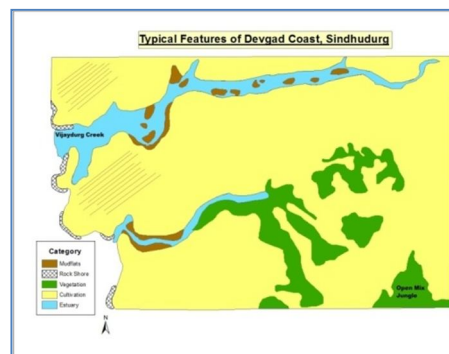 Typical Features of Devgad Coast, Sindhudurg
Vijaydurg Creek
Category
Mudflats
Rock Shore
Vegetation
Cultivation
Estuary
N
Open Mix
Jungle